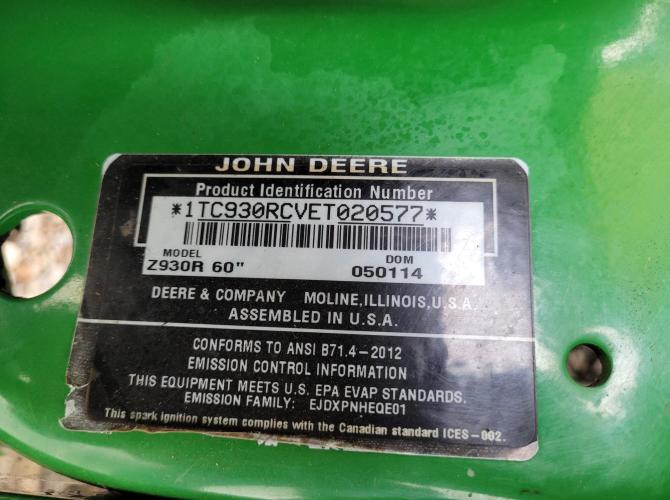 JOHN DEERE
Product Identification Number
*1TC930RCVET020577*
MODEL DOM
Z930R 60" 050114
DEERE & COMPANY MOLINE, ILLINOIS, U.S.A.
ASSEMBLED IN U.S.A.
CONFORMS TO ANSI B71.4-2012
EMISSION CONTROL INFORMATION
THIS EQUIPMENT MEETS U.S. EPA EVAP STANDARDS.
EMISSION FAMILY: EJDXPNHEQE01
This spark ignition system complies with the Canadian standard ICES-002.